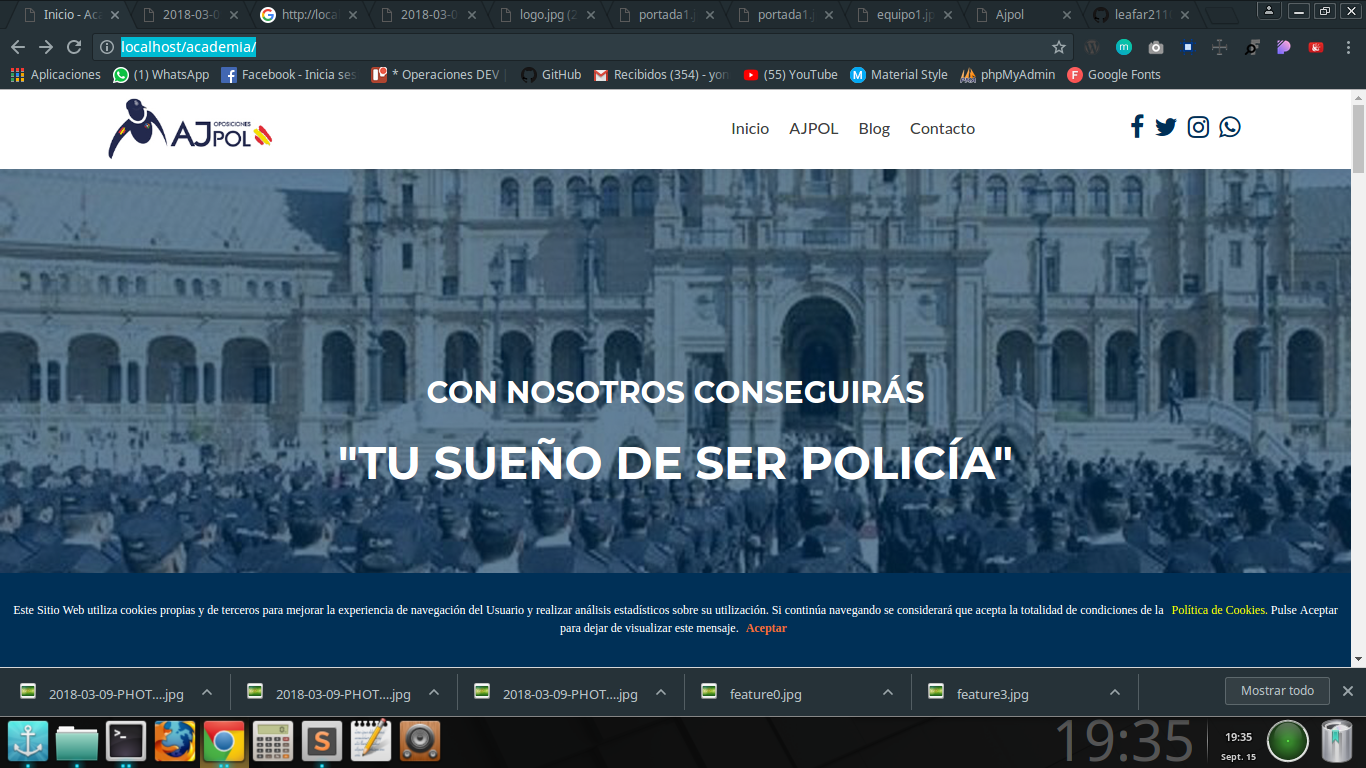 Inicio - Aca
2018-03-0
http://local
2018-03-0
logo.jpg (2
portada1.j
portada1.j
equipo1.jp
Ajpol
leafar211
localhost/academia/
Aplicaciones
(1) WhatsApp
Facebook - Inicia ses
* Operaciones DEV |
GitHub
Recibidos (354) - yon
(55) YouTube
Material Style
phpMyAdmin
Google Fonts
OPOSICIONES
AJPOL
Inicio
AJPOL
Blog
Contacto
CON NOSOTROS CONSEGUIRÁS
"TU SUEÑO DE SER POLICÍA"
Este Sitio Web utiliza cookies propias y de terceros para mejorar la experiencia de navegación del Usuario y realizar análisis estadísticos sobre su utilización. Si continúa navegando se considerará que acepta la totalidad de condiciones de la Política de Cookies. Pulse Aceptar
para dejar de visualizar este mensaje. Aceptar
2018-03-09-PHOT....jpg
2018-03-09-PHOT....jpg
2018-03-09-PHOT....jpg
feature0.jpg
feature3.jpg
Mostrar todo
19:35
19:35
Sept. 15